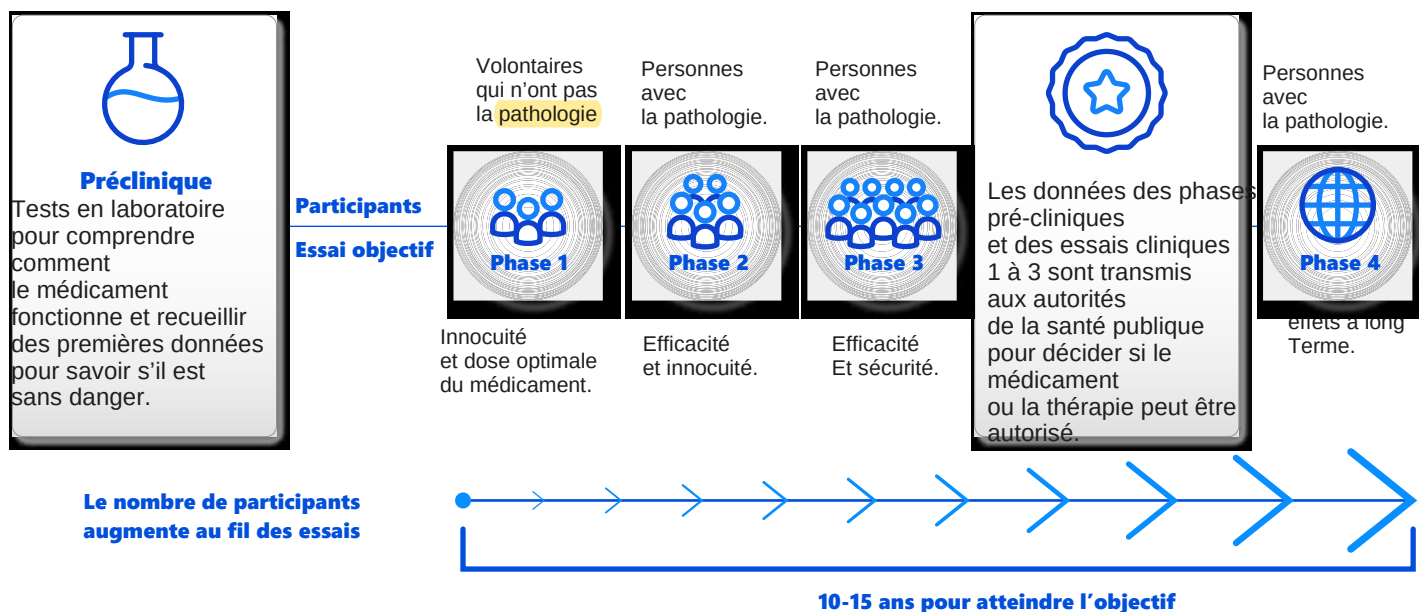 Préclinique
Tests en laboratoire
pour comprendre
comment
le médicament
fonctionne et recueillir
des premières données
pour savoir s'il est
sans danger.
Participants
Essai objectif
Volontaires
qui n'ont pas
la pathologie
Phase 1
Innocuité
et dose optimale
du médicament.
Personnes
avec
la pathologie.
Phase 2
Efficacité
et innocuité.
Personnes
avec
la pathologie.
Phase 3
Efficacité
Et sécurité.
Les données des phases
pré-cliniques
et des essais cliniques
1 à 3 sont transmis
aux autorités
de la santé publique
pour décider si le
médicament
ou la thérapie peut être
autorisé.
Personnes
avec
la pathologie.
Phase 4
effets à long
Terme.
Le nombre de participants
augmente au fil des essais
10-15 ans pour atteindre l’objectif